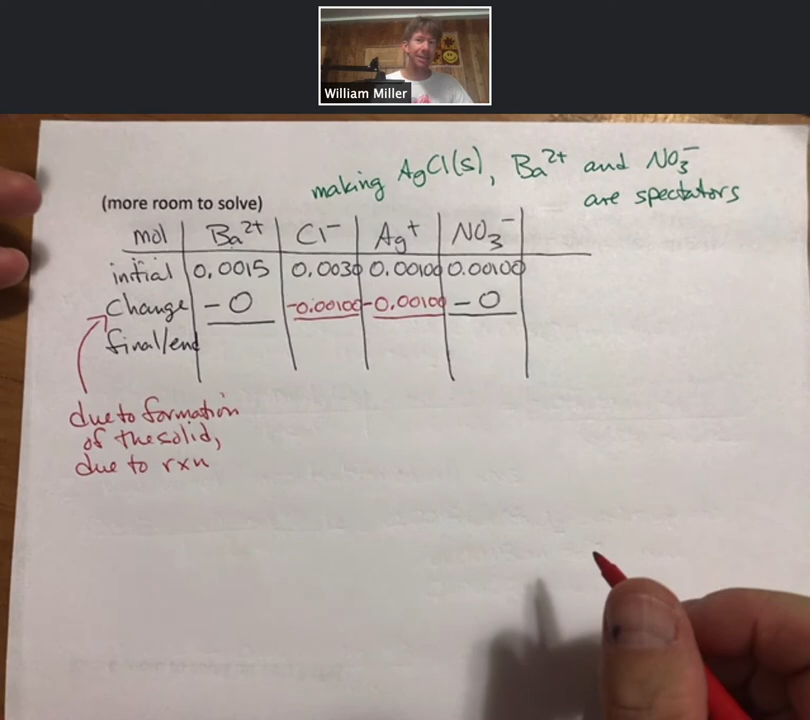 William Miller
making AgCl(s), Ba²⁺ and NO₃⁻
are spectators
(more room to solve)
mol Ba²⁺ Cl⁻ Ag⁺ NO₃⁻
initial 0.0015 0.0030 0.00100 0.00100
Change -0 -0.00100 -0.00100 -0
final/end
due to formation
of the solid,
due to rxn